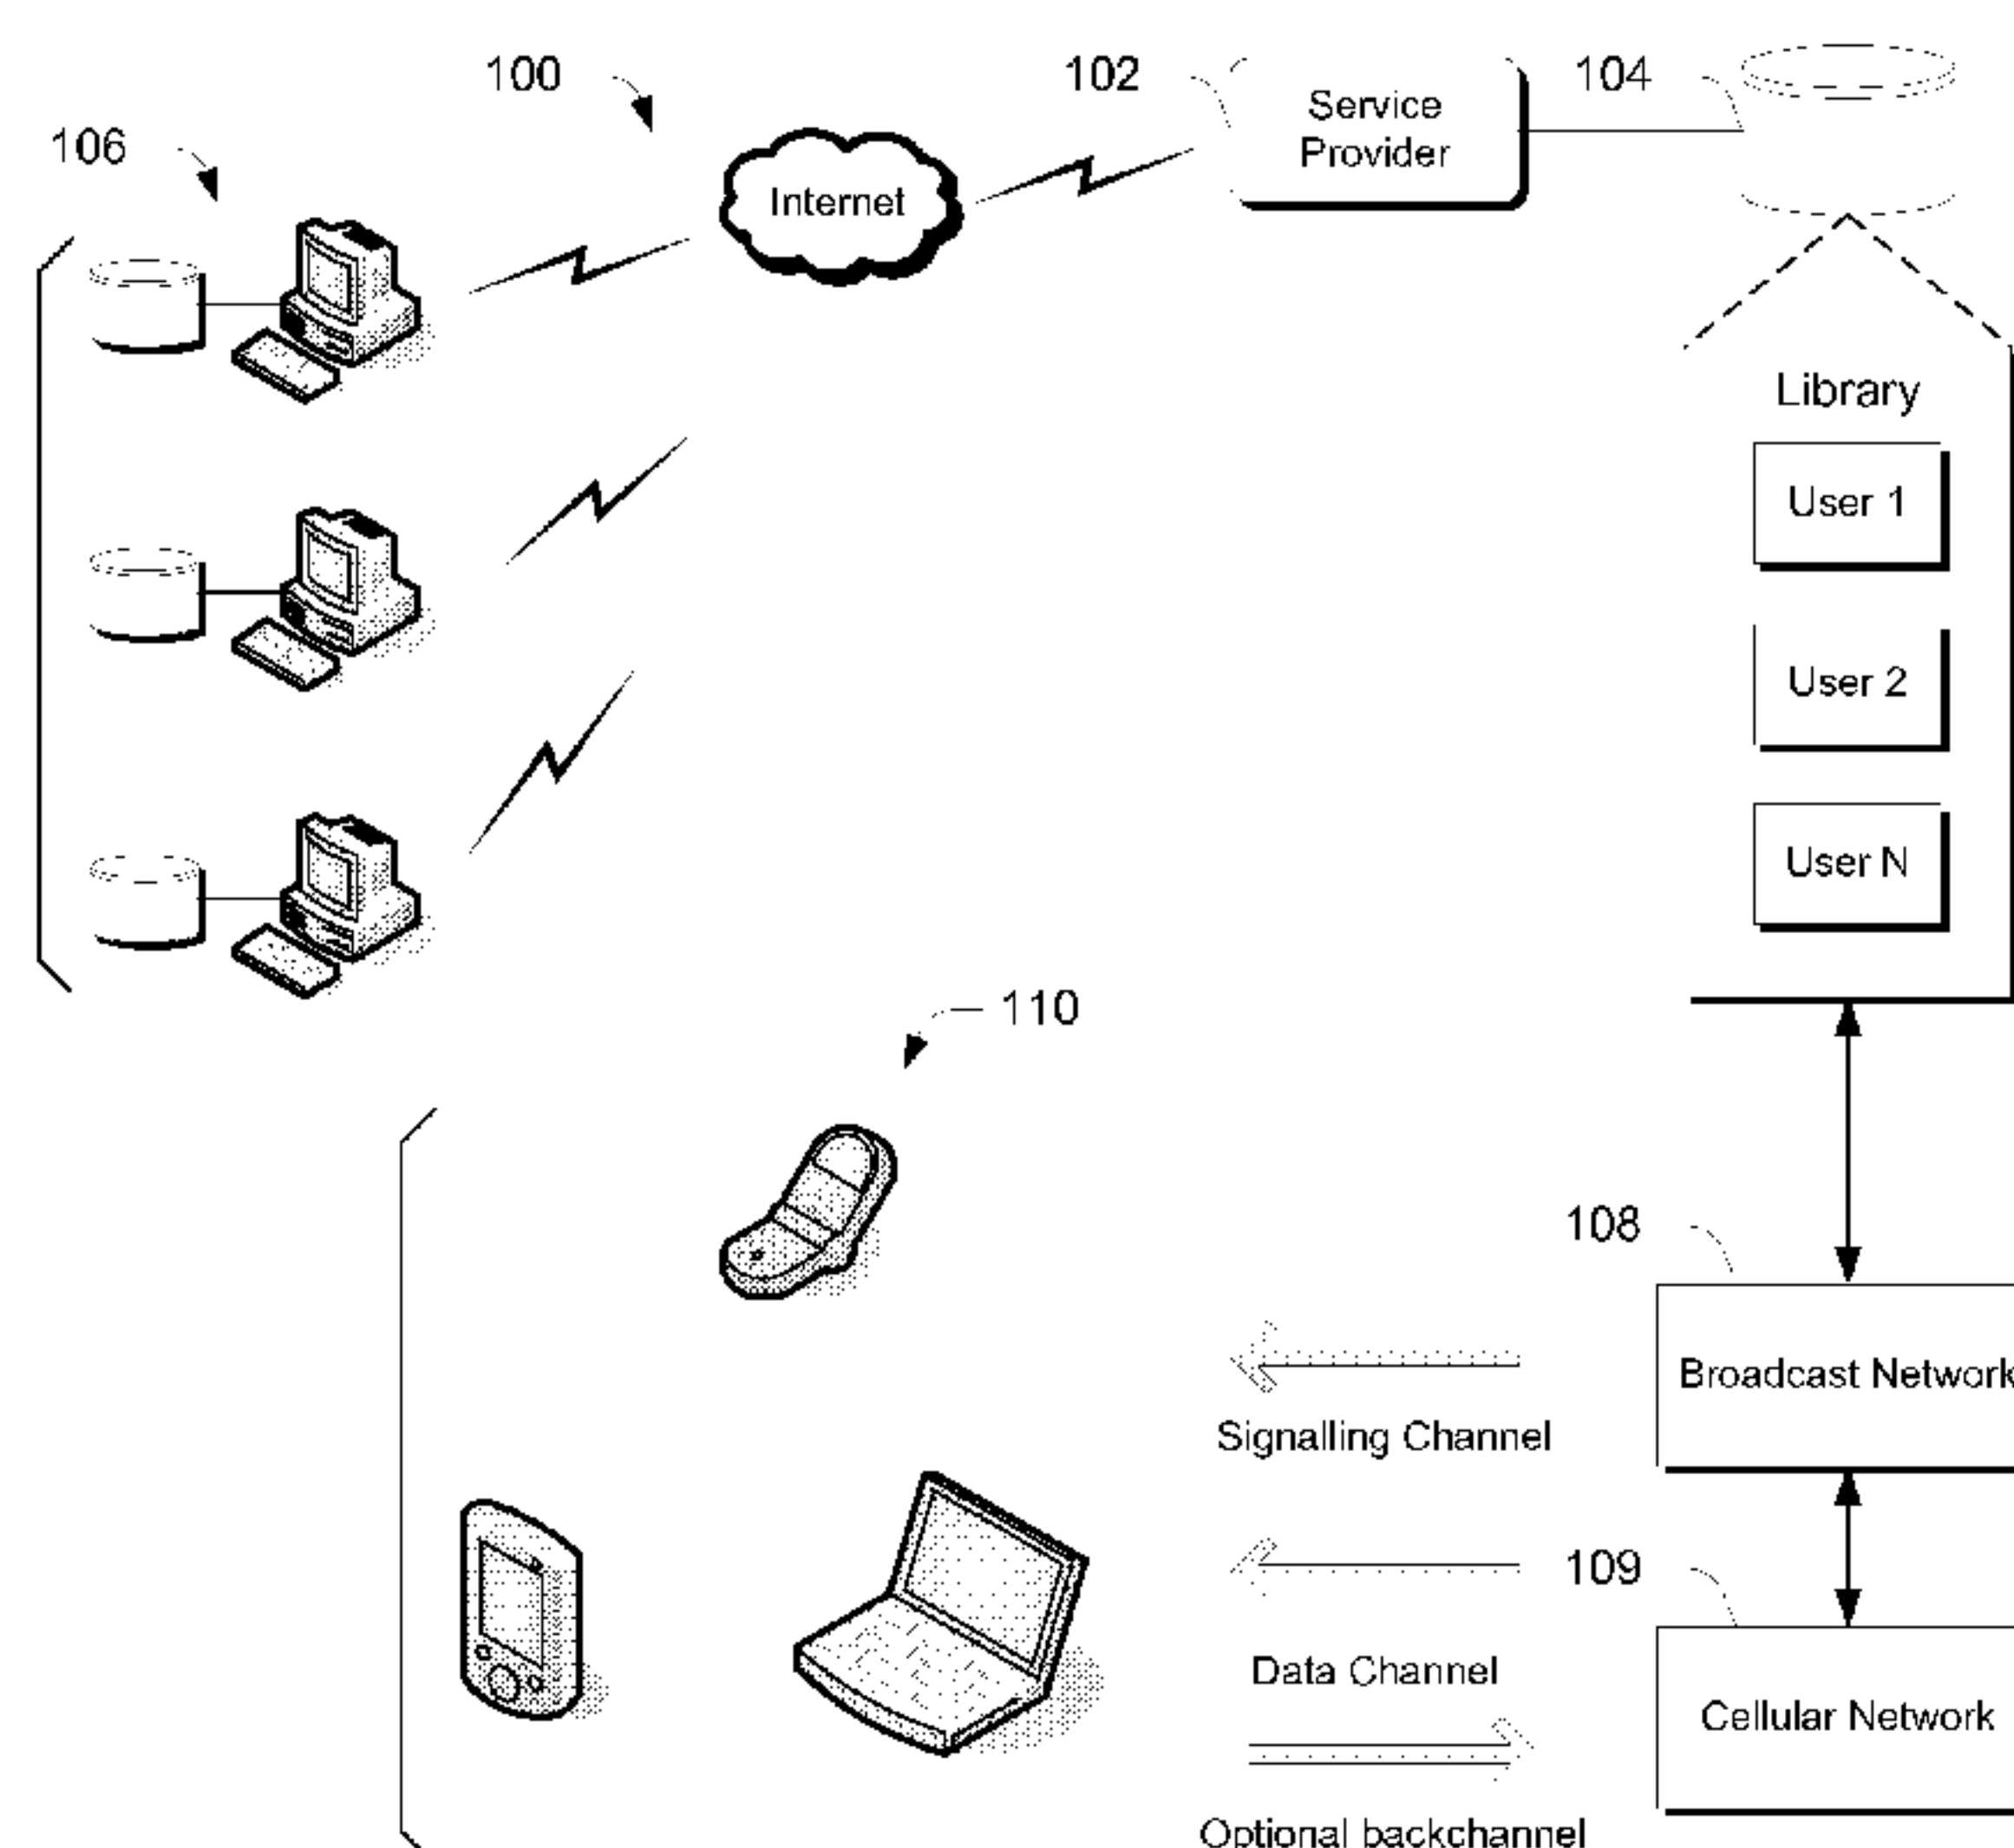 100
102
104
106
Service
Provider
Internet
Library
User 1
User 2
User N
110
108
Broadcast Network
Signalling Channel
109
Data Channel
Cellular Network
Optional backchannel